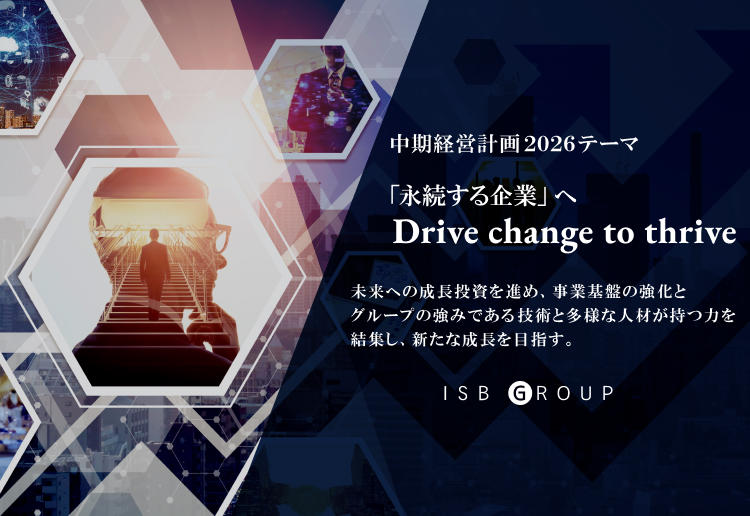 中期経営計画2026テーマ
「永続する企業」へ
Drive change to thrive
未来への成長投資を進め、事業基盤の強化と
グループの強みである技術と多様な人材が持つ力を
結集し、新たな成長を目指す。
ISB GROUP